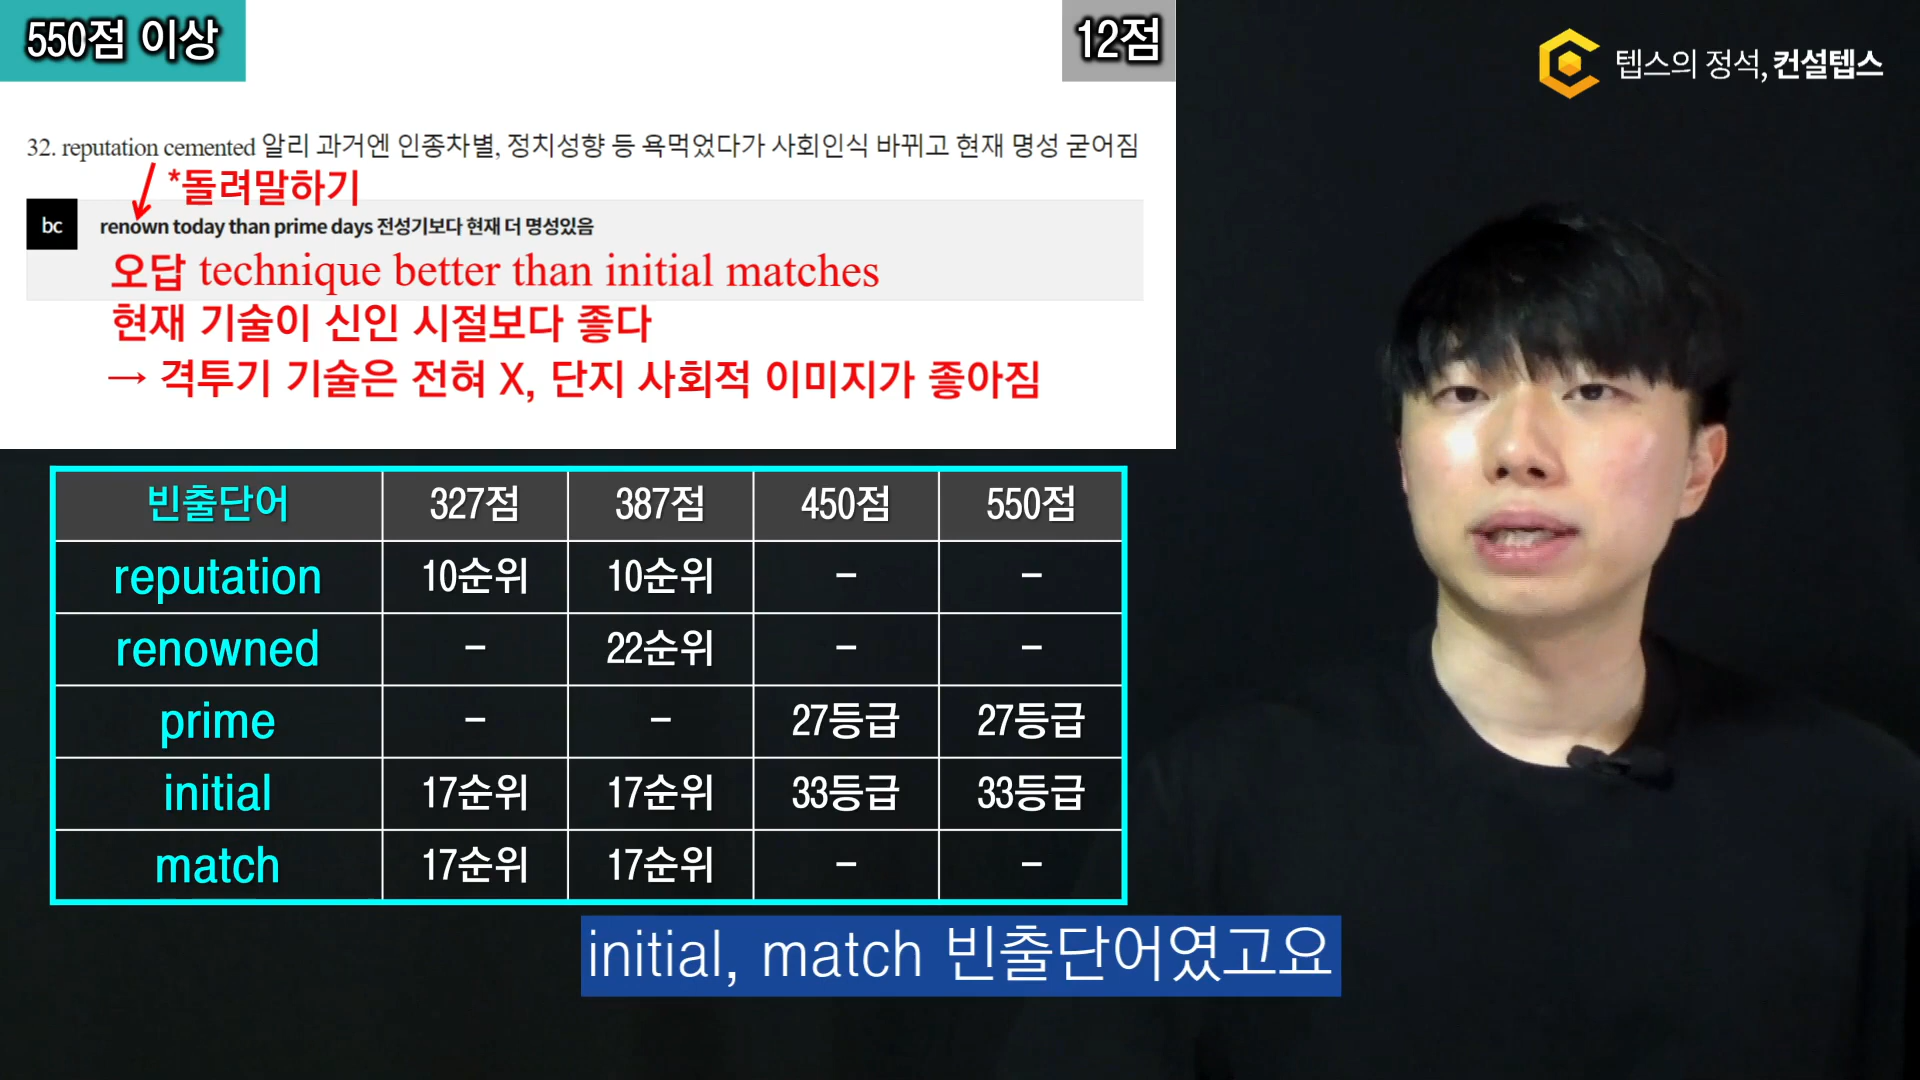 550점 이상
12점
텝스의 정석, 컨설텝스
32. reputation cemented 알리 과거엔 인종차별, 정치성향 등 욕먹었다가 사회인식 바뀌고 현재 명성 굳어짐
*돌려말하기
bc renown today than prime days 전성기보다 현재 더 명성있음
오답 technique better than initial matches
현재 기술이 신인 시절보다 좋다
→ 격투기 기술은 전혀 X, 단지 사회적 이미지가 좋아짐
빈출단어 327점 387점 450점 550점
reputation 10순위 10순위 - -
renowned - 22순위 - -
prime - - 27등급 27등급
initial 17순위 17순위 33등급 33등급
match 17순위 17순위 - -
initial, match 빈출단어였고요